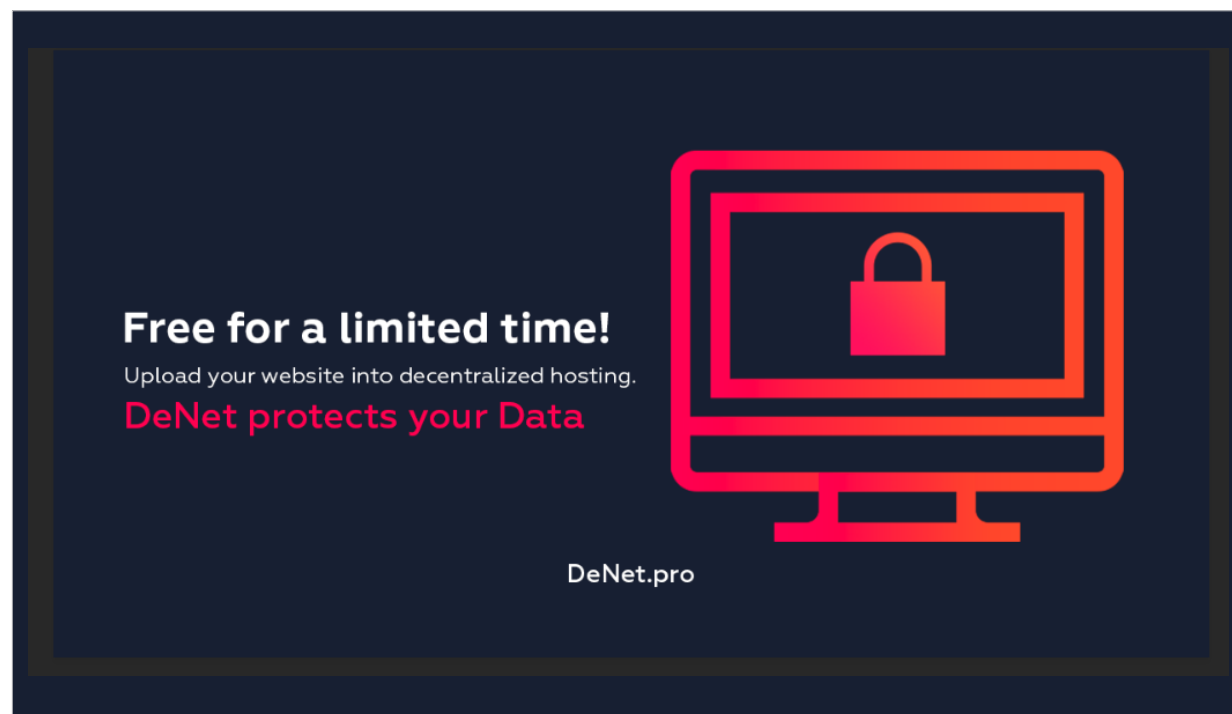 Free for a limited time!
Upload your website into decentralized hosting.
DeNet protects your Data
DeNet.pro